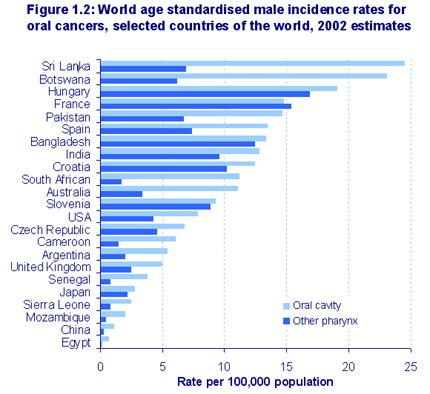 Figure 1.2: World age standardised male incidence rates for
oral cancers, selected countries of the world, 2002 estimates
Sri Lanka
Botswana
Hungary
France
Pakistan
Spain
Bangladesh
India
Croatia
South African
Australia
Slovenia
USA
Czech Republic
Cameroon
Argentina
United Kingdom
Senegal
Japan
Sierra Leone
Mozambique
China
Egypt
Oral cavity
Other pharynx
0 5 10 15 20 25
Rate per 100,000 population